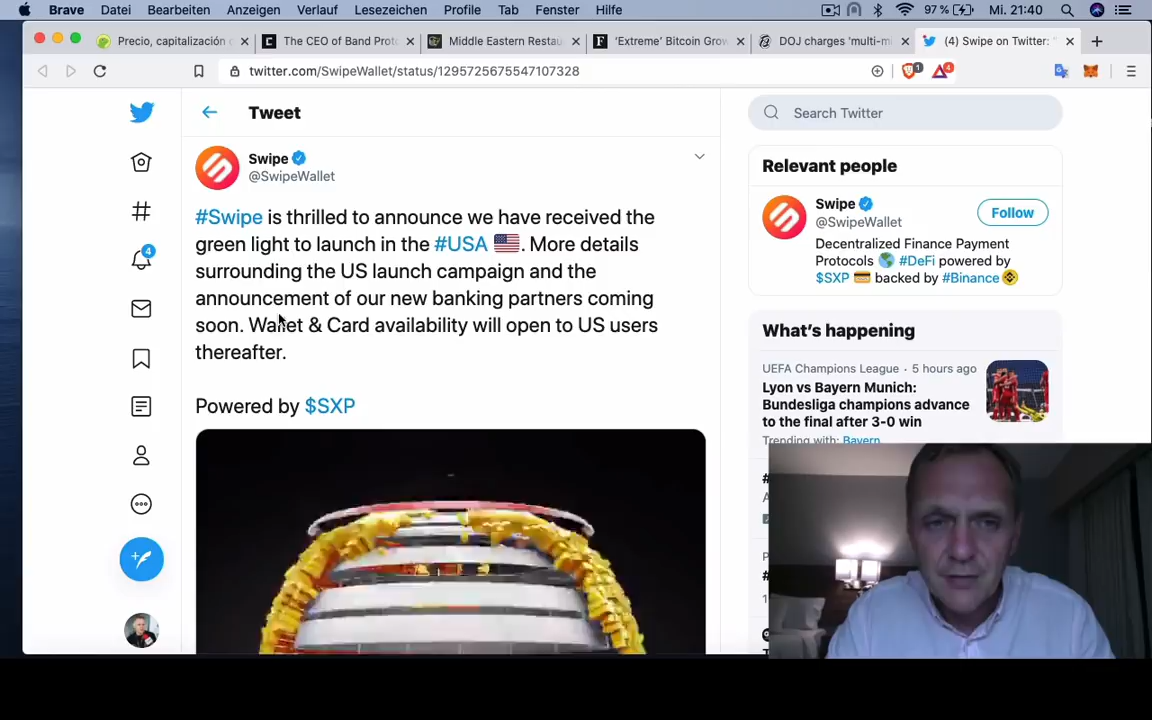 Brave Datei Bearbeiten Anzeigen Verlauf Lesezeichen Profile Tab Fenster Hilfe 97 % Mi. 21:40
Precio, capitalización
The CEO of Band Prot
Middle Eastern Restau
'Extreme' Bitcoin Grow
DOJ charges 'multi-mi
(4) Swipe on Twitter: "
twitter.com/SwipeWallet/status/1295725675547107328
1
4
Tweet
Swipe
@SwipeWallet
#Swipe is thrilled to announce we have received the
green light to launch in the #USA. More details
surrounding the US launch campaign and the
announcement of our new banking partners coming
soon. Wallet & Card availability will open to US users
thereafter.
Powered by $SXP
4
Search Twitter
Relevant people
Swipe
@SwipeWallet
Follow
Decentralized Finance Payment
Protocols #DeFi powered by
$SXP backed by #Binance
What's happening
UEFA Champions League · 5 hours ago
Lyon vs Bayern Munich:
Bundesliga champions advance
to the final after 3-0 win
Trending with: Bayern